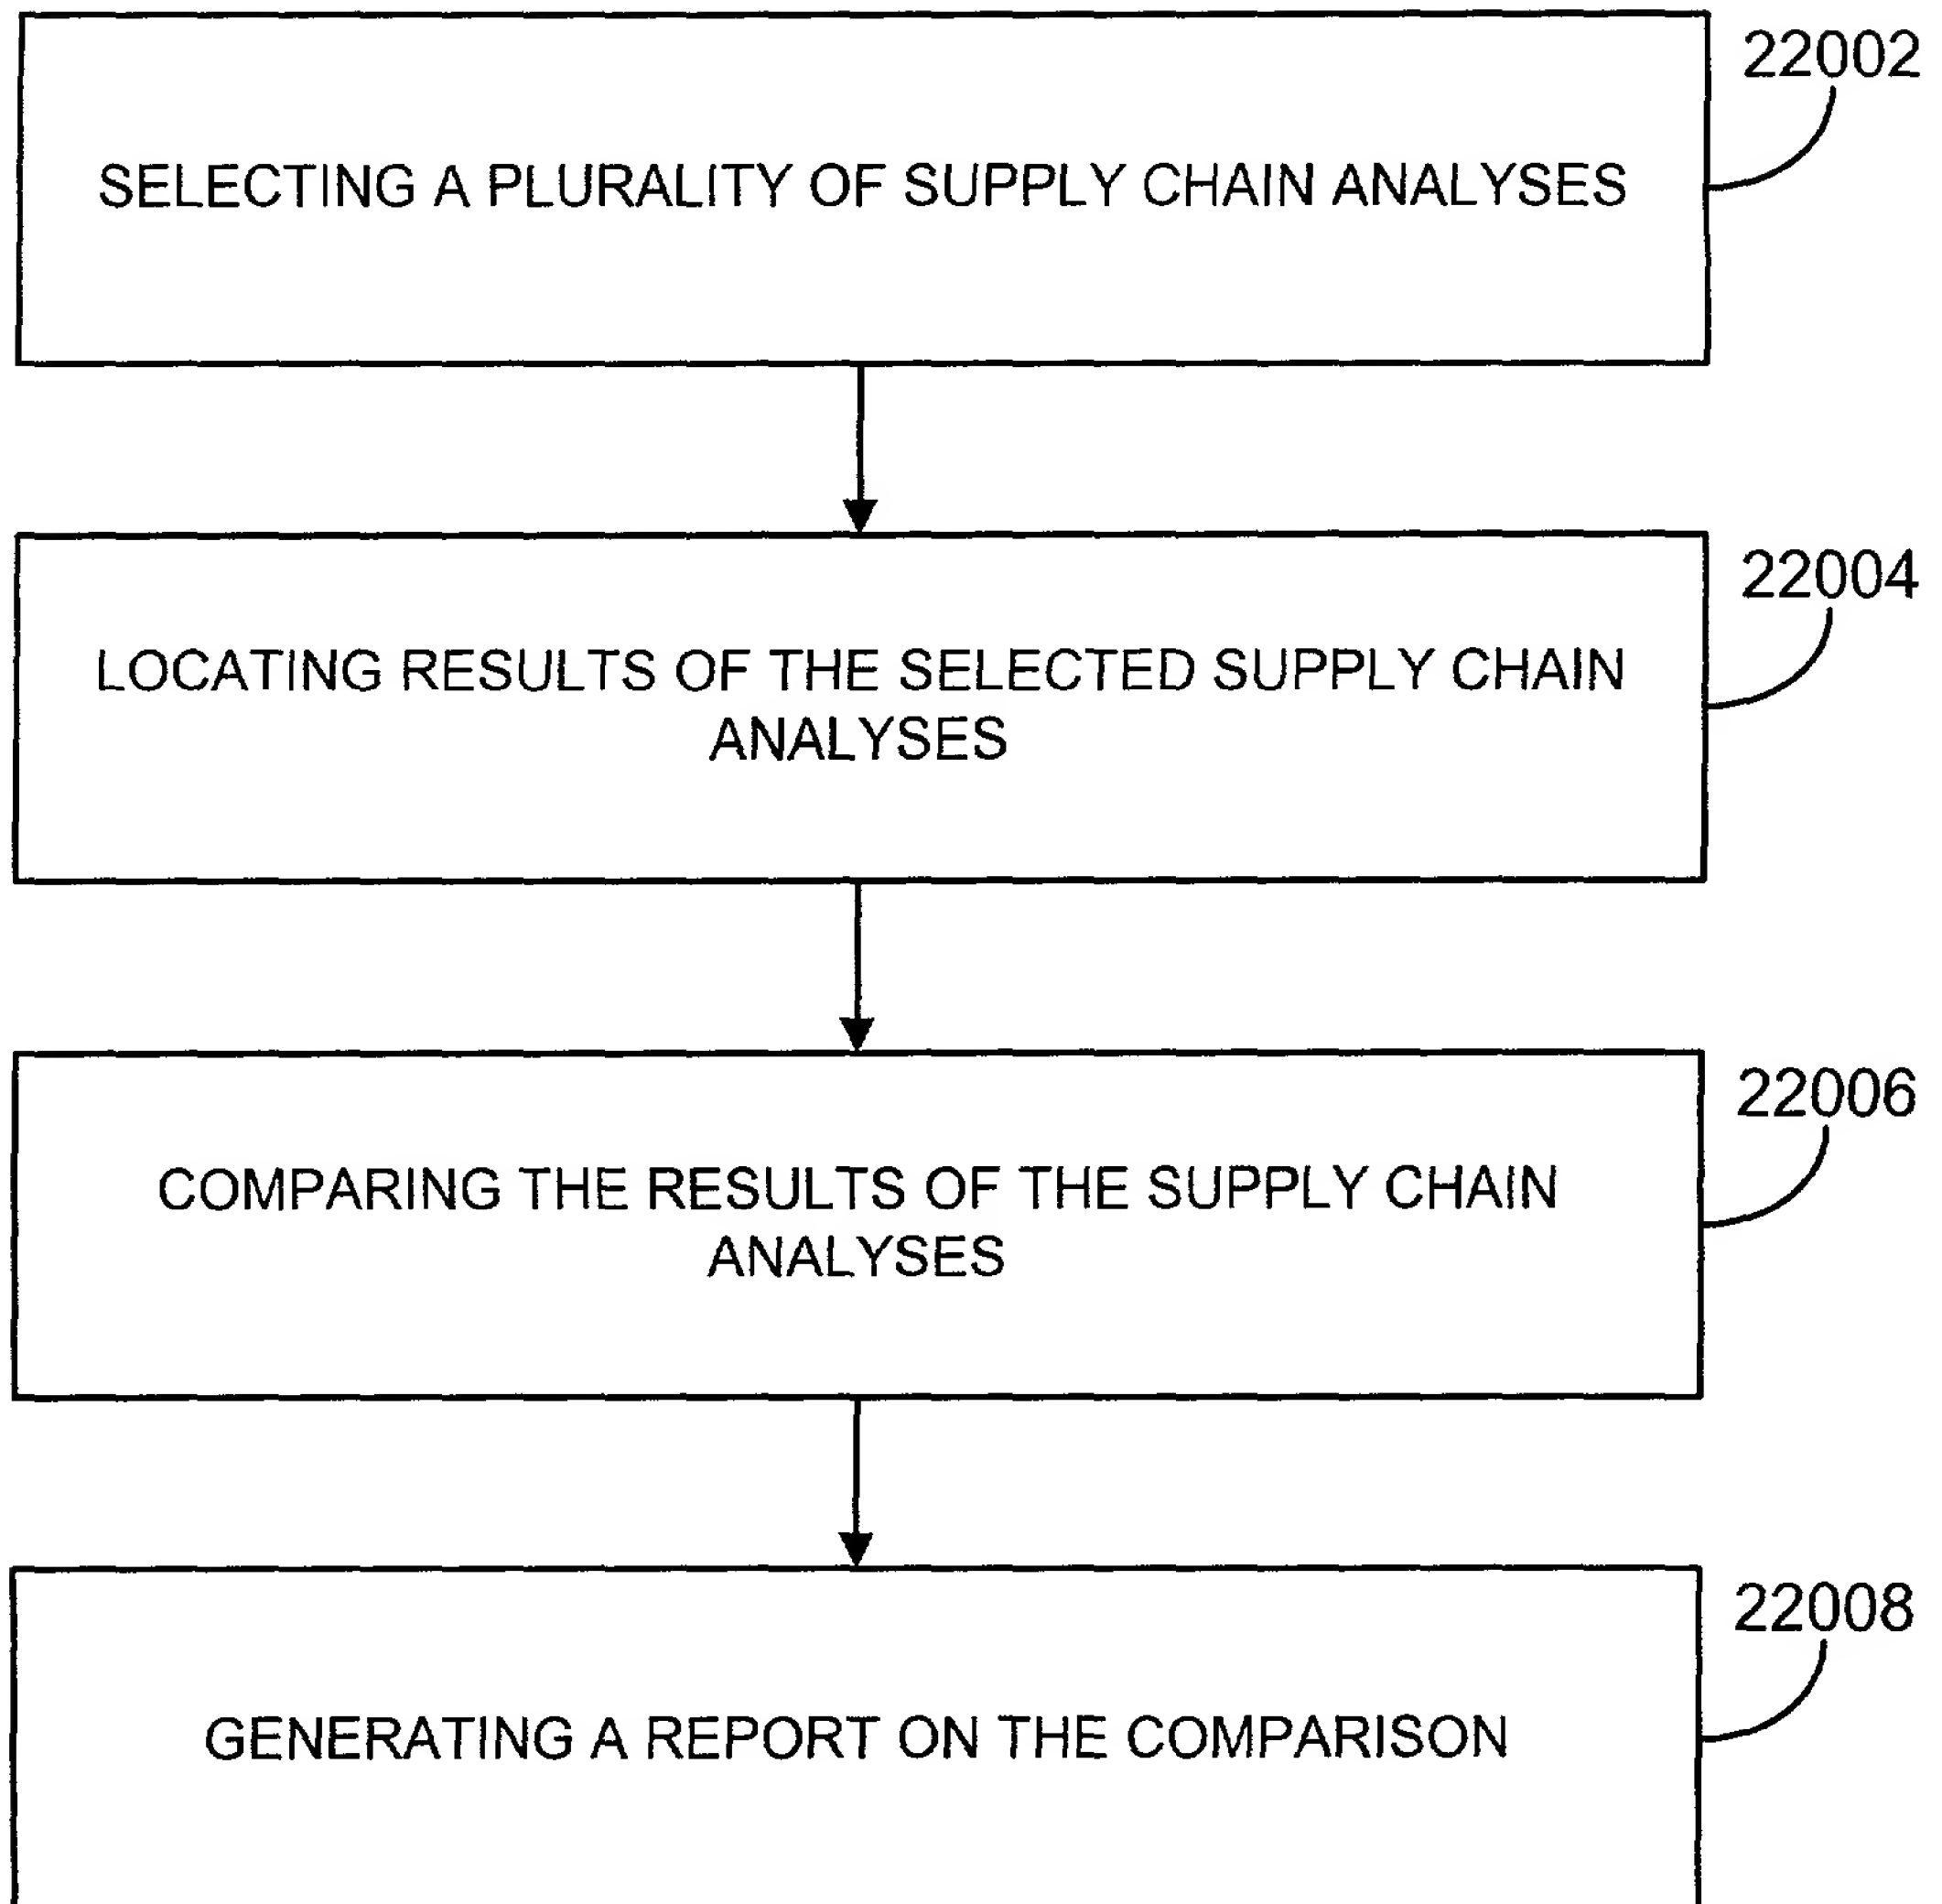 22002
SELECTING A PLURALITY OF SUPPLY CHAIN ANALYSES
22004
LOCATING RESULTS OF THE SELECTED SUPPLY CHAIN
ANALYSES
22006
COMPARING THE RESULTS OF THE SUPPLY CHAIN
ANALYSES
22008
GENERATING A REPORT ON THE COMPARISON